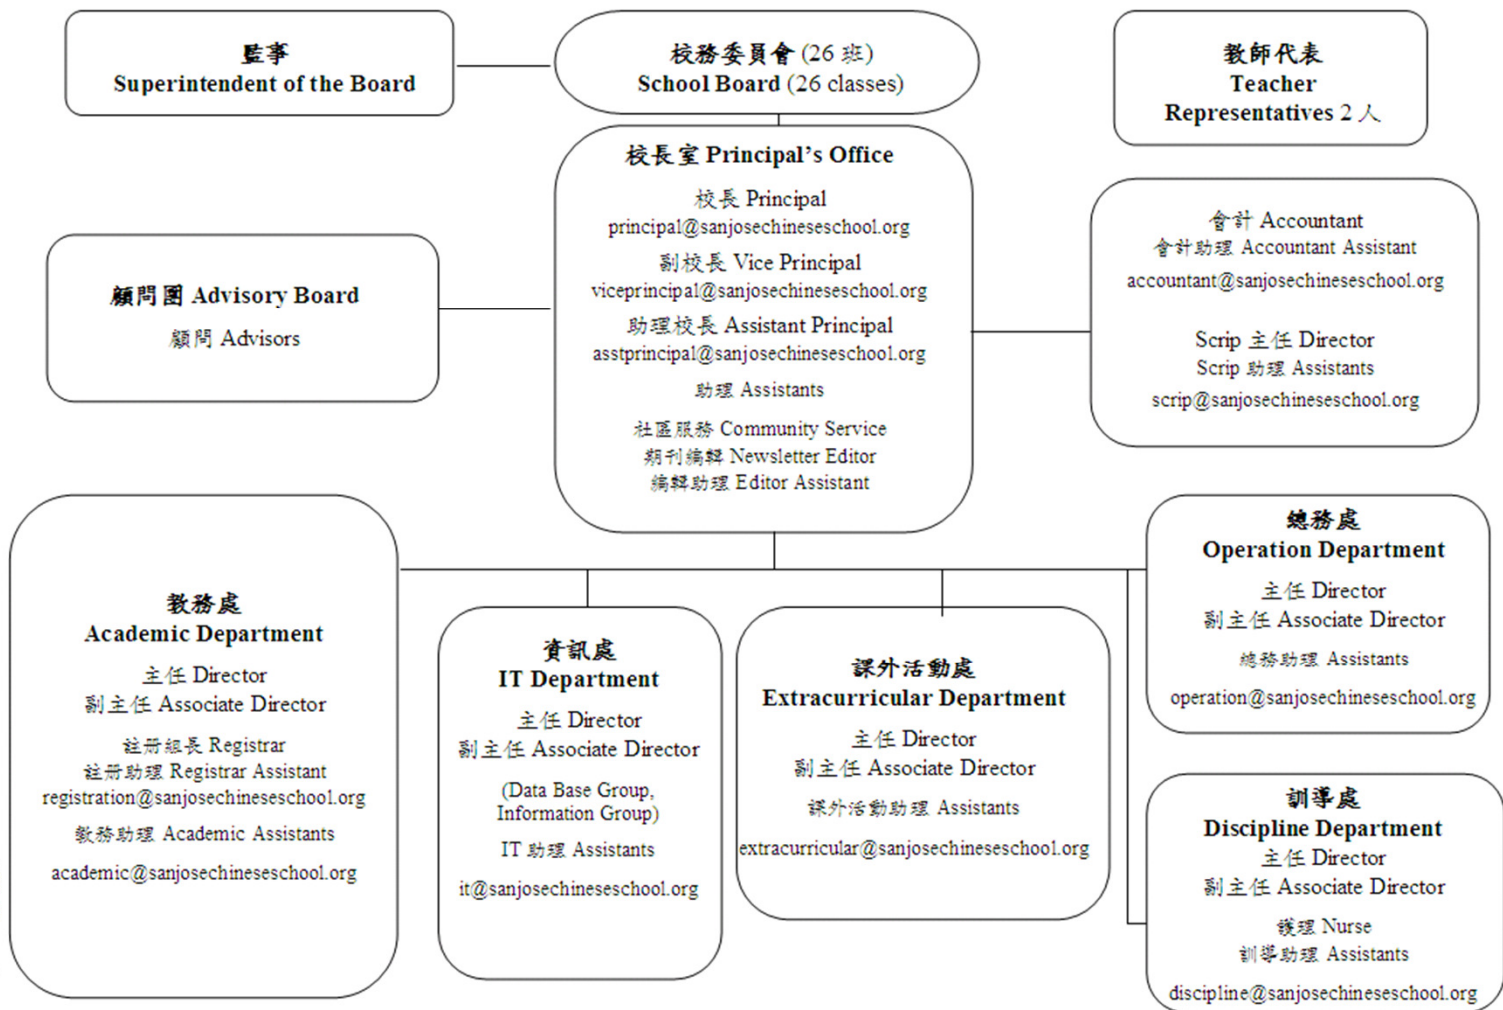 監事
Superintendent of the Board
校務委員會 (26 班)
School Board (26 classes)
教師代表
Teacher
Representatives 2 人
校長室 Principal's Office
校長 Principal
principal@sanjosechineseschool.org
副校長 Vice Principal
viceprincipal@sanjosechineseschool.org
助理校長 Assistant Principal
asstprincipal@sanjosechineseschool.org
助理 Assistants
社區服務 Community Service
期刊編輯 Newsletter Editor
編輯助理 Editor Assistant
顧問團 Advisory Board
顧問 Advisors
會計 Accountant
會計助理 Accountant Assistant
accountant@sanjosechineseschool.org
Scrip 主任 Director
Scrip 助理 Assistants
scrip@sanjosechineseschool.org
教務處
Academic Department
主任 Director
副主任 Associate Director
註册組長 Registrar
註册助理 Registrar Assistant
registration@sanjosechineseschool.org
教務助理 Academic Assistants
academic@sanjosechineseschool.org
資訊處
IT Department
主任 Director
副主任 Associate Director
(Data Base Group,
Information Group)
IT 助理 Assistants
it@sanjosechineseschool.org
課外活動處
Extracurricular Department
主任 Director
副主任 Associate Director
課外活動助理 Assistants
extracurricular@sanjosechineseschool.org
總務處
Operation Department
主任 Director
副主任 Associate Director
總務助理 Assistants
operation@sanjosechineseschool.org
訓導處
Discipline Department
主任 Director
副主任 Associate Director
護理 Nurse
訓導助理 Assistants
discipline@sanjosechineseschool.org